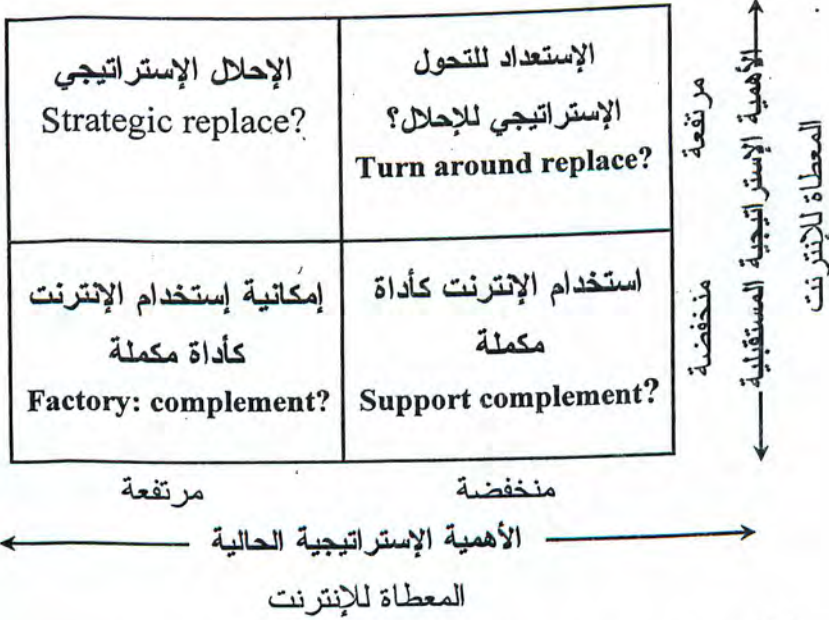 الإستعداد للتحول
الإستراتيجي للإحلال؟
Turn around replace?
الإحلال الإستراتيجي
Strategic replace?
استخدام الإنترنت كأداة
مكملة
Support complement?
إمكانية إستخدام الإنترنت
كأداة مكملة
Factory: complement?
مرتفعة
منخفضة
الأهمية الإستراتيجية المستقبلية
المعطاة للإنترنت
منخفضة
مرتفعة
الأهمية الإستراتيجية الحالية
المعطاة للإنترنت